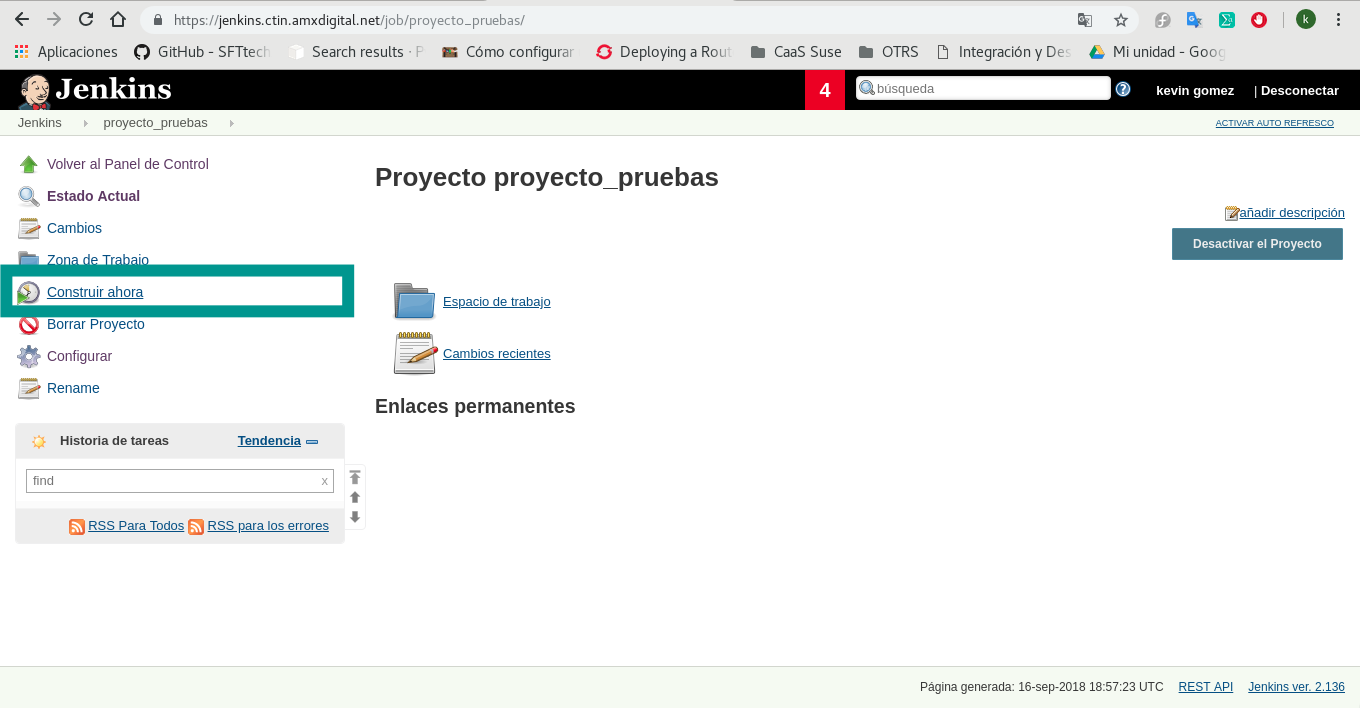 https://jenkins.ctin.amxdigital.net/job/proyecto_pruebas/
k
Aplicaciones GitHub - SFTtech Search results · P Cómo configurar Deploying a Rout CaaS Suse OTRS Integración y Des Mi unidad - Goog
Jenkins 4 búsqueda ? kevin gomez | Desconectar
Jenkins proyecto_pruebas ACTIVAR AUTO REFRESCO
Volver al Panel de Control
Estado Actual
Cambios
Zona de Trabajo
Construir ahora
Borrar Proyecto
Configurar
Rename
Historia de tareas Tendencia
find x
RSS Para Todos RSS para los errores
Proyecto proyecto_pruebas
añadir descripción
Desactivar el Proyecto
Espacio de trabajo
Cambios recientes
Enlaces permanentes
Página generada: 16-sep-2018 18:57:23 UTC REST API Jenkins ver. 2.136